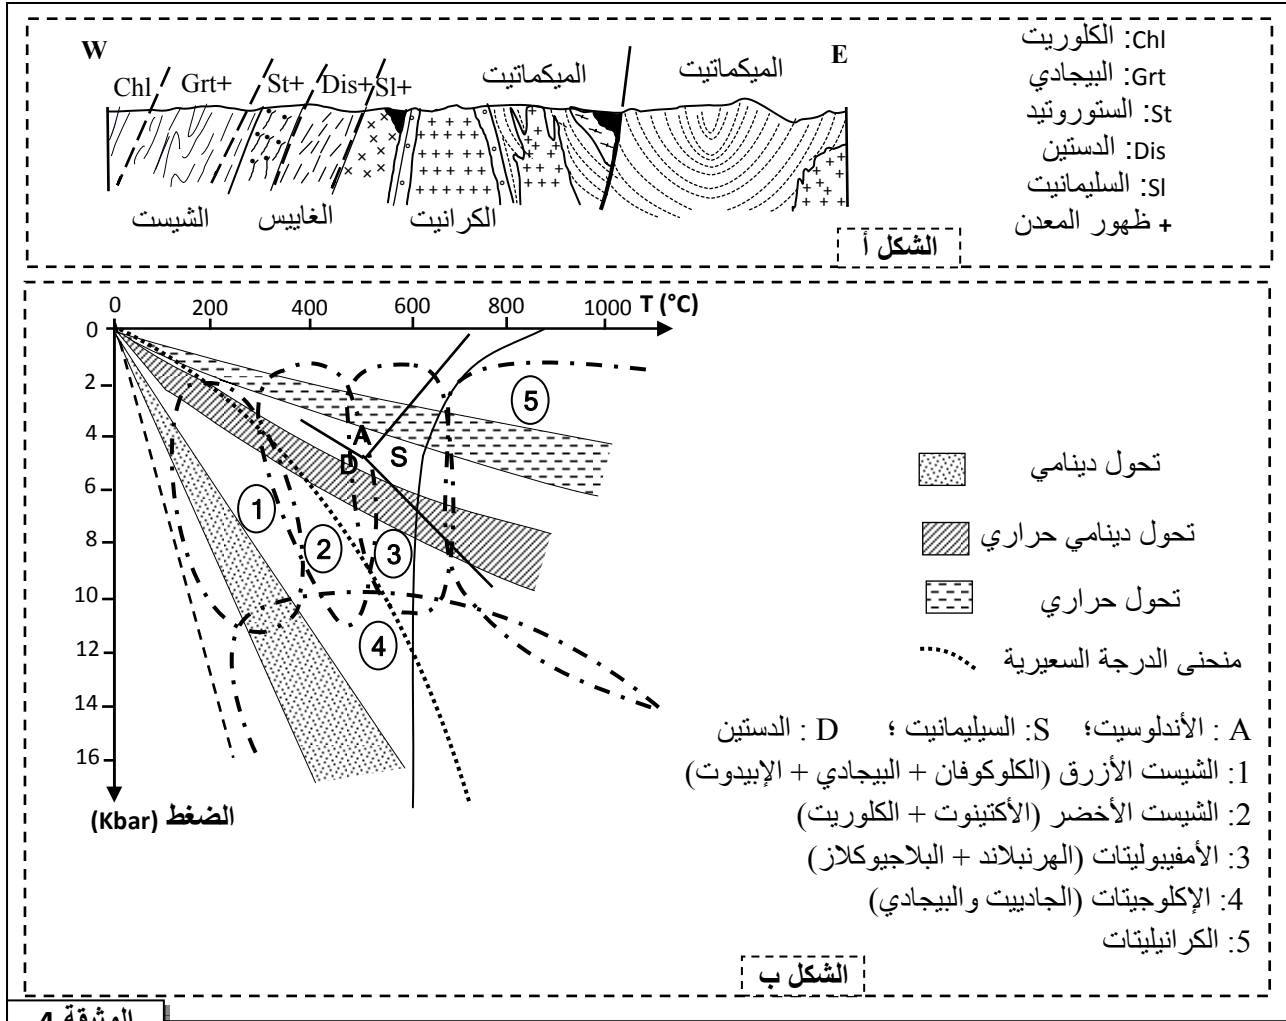 W
E
Chl
Grt+
St+
Dis+
Sl+
الميكماتيت
الميكماتيت
الشيست
الغاييس
الكرانيت
Chl: الكلوريت
Grt: البيجادي
St: الستوروتيد
Dis: الدستين
Sl: السليمانيت
+ ظهور المعدن
الشكل أ
0 200 400 600 800 1000 T (°C)
0
2
4
6
8
10
12
14
16
الضغط (Kbar)
A
D
S
1
2
3
4
5
تحول دينامي
تحول دينامي حراري
تحول حراري
منحنى الدرجة السعيرية
A : الأندلوسيت؛ S: السيليمانيت ؛ D : الدستين
1: الشيست الأزرق (الكلوكوفان + البيجادي + الإبيدوت)
2: الشيست الأخضر (الأكتينوت + الكلوريت)
3: الأمفيبوليتات (الهرنبلاند + البلاجيوكلاز)
4: الإكلوجيتات (الجادييت والبيجادي)
5: الكرانيليتات
الشكل ب
الوثيقة 4